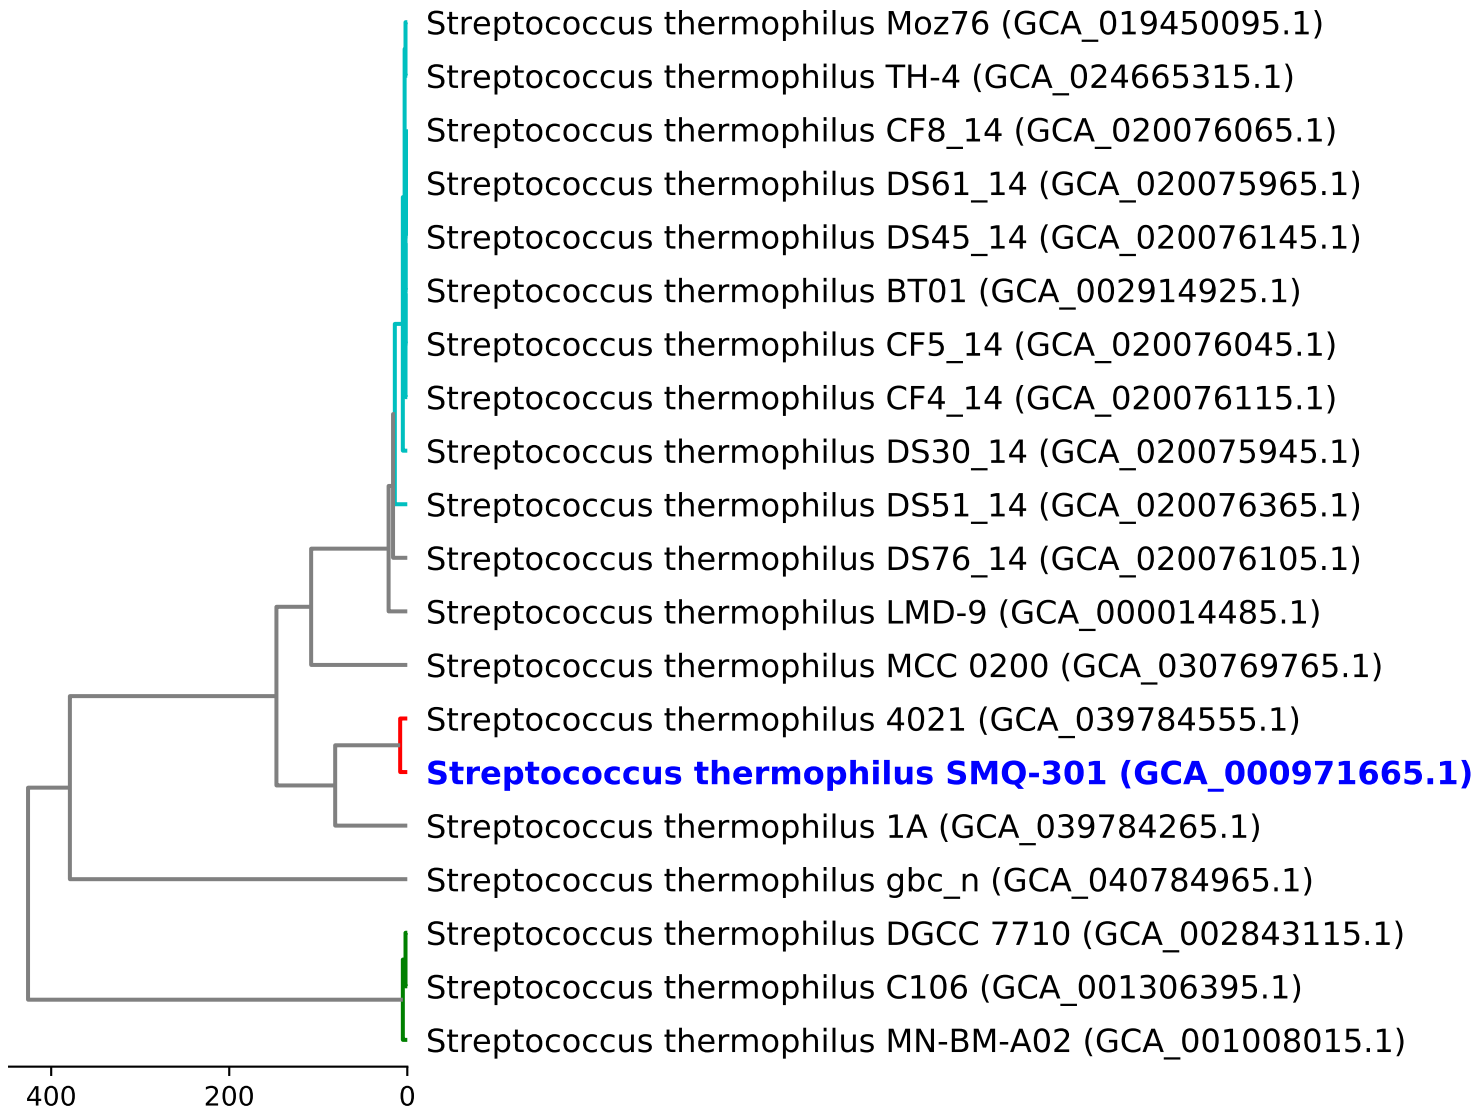 Streptococcus thermophilus Moz76 (GCA_019450095.1)
Streptococcus thermophilus TH-4 (GCA_024665315.1)
Streptococcus thermophilus CF8_14 (GCA_020076065.1)
Streptococcus thermophilus DS61_14 (GCA_020075965.1)
Streptococcus thermophilus DS45_14 (GCA_020076145.1)
Streptococcus thermophilus BT01 (GCA_002914925.1)
Streptococcus thermophilus CF5_14 (GCA_020076045.1)
Streptococcus thermophilus CF4_14 (GCA_020076115.1)
Streptococcus thermophilus DS30_14 (GCA_020075945.1)
Streptococcus thermophilus DS51_14 (GCA_020076365.1)
Streptococcus thermophilus DS76_14 (GCA_020076105.1)
Streptococcus thermophilus LMD-9 (GCA_000014485.1)
Streptococcus thermophilus MCC 0200 (GCA_030769765.1)
Streptococcus thermophilus 4021 (GCA_039784555.1)
Streptococcus thermophilus SMQ-301 (GCA_000971665.1)
Streptococcus thermophilus 1A (GCA_039784265.1)
Streptococcus thermophilus gbc_n (GCA_040784965.1)
Streptococcus thermophilus DGCC 7710 (GCA_002843115.1)
Streptococcus thermophilus C106 (GCA_001306395.1)
Streptococcus thermophilus MN-BM-A02 (GCA_001008015.1)
400 200 0